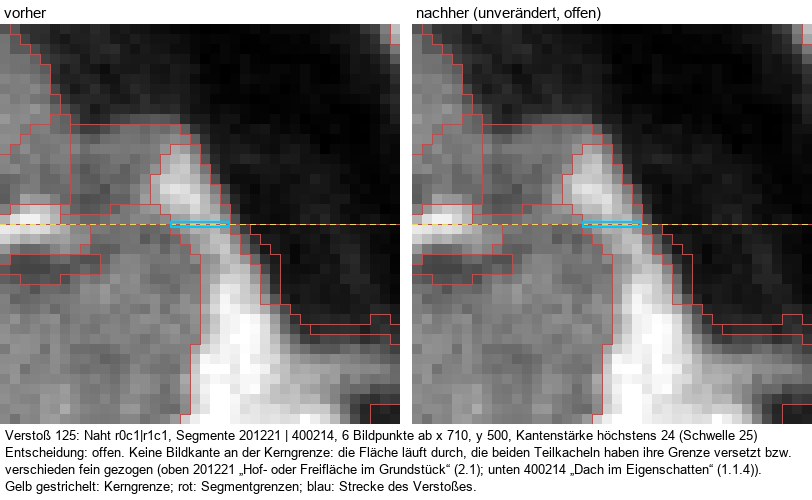 vorher
nachher (unverändert, offen)
Verstoß 125: Naht r0c1|r1c1, Segmente 201221 | 400214, 6 Bildpunkte ab x 710, y 500, Kantenstärke höchstens 24 (Schwelle 25)
Entscheidung: offen. Keine Bildkante an der Kerngrenze: die Fläche läuft durch, die beiden Teilkacheln haben ihre Grenze versetzt bzw.
verschieden fein gezogen (oben 201221 „Hof- oder Freifläche im Grundstück“ (2.1); unten 400214 „Dach im Eigenschatten“ (1.1.4)).
Gelb gestrichelt: Kerngrenze; rot: Segmentgrenzen; blau: Strecke des Verstoßes.